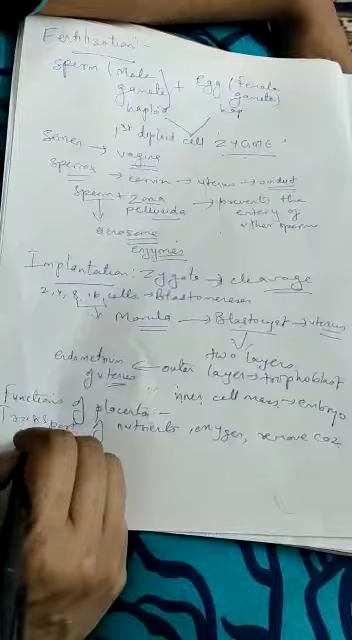 Fertilisation :-
Sperm (Male gamete) + Egg (Female gamete)
haploid hap
1st diploid cell 'ZYGOTE'
Semen → vagina
Sperms → cervix → uterus → oviduct
Sperm + Zona pellucida → prevents the entery of other sperms
acrosome
enzymes
Implantation: Zygote → cleavage
2, 4, 8, 16, cells → Blastomeres
Morula → Blastocyst → uterus
two layers
endometrium of uterus ← outer layer → trophoblast
inner cell mass → embryo
Functions of placenta :-
Transport of nutrients, oxygen, remove CO2